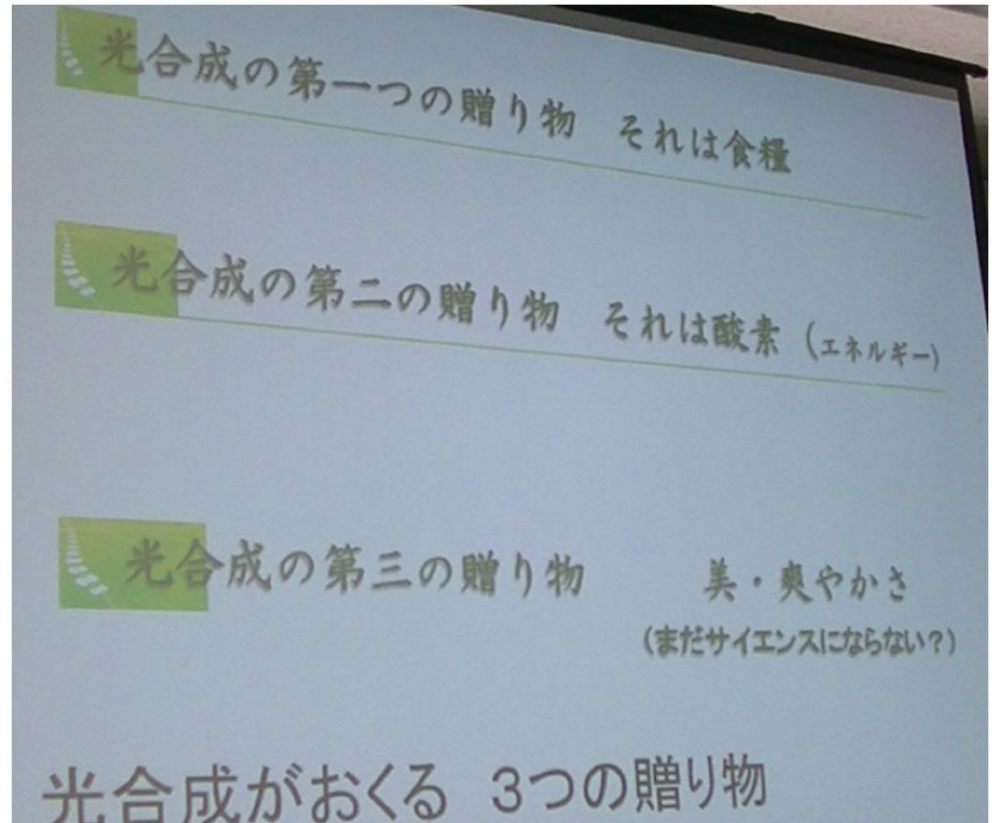 光合成の第一つの贈り物　それは食糧
光合成の第二の贈り物　それは酸素（エネルギー）
光合成の第三の贈り物　美・爽やかさ
（まだサイエンスにならない？）
光合成がおくる　3つの贈り物